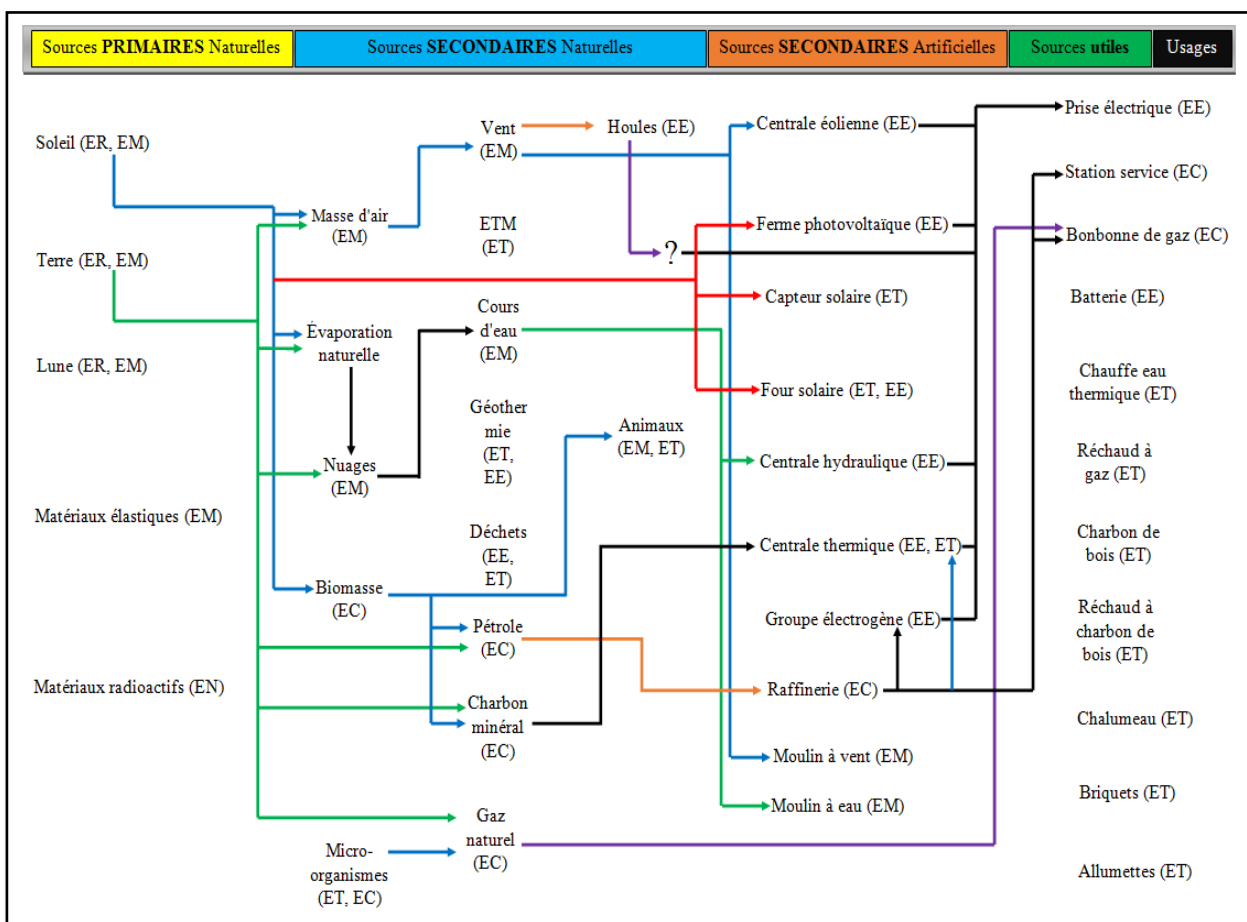 Sources PRIMAIRES Naturelles
Sources SECONDAIRES Naturelles
Sources SECONDAIRES Artificielles
Sources utiles
Usages
Soleil (ER, EM)
Terre (ER, EM)
Lune (ER, EM)
Matériaux élastiques (EM)
Matériaux radioactifs (EN)
Masse d'air
(EM)
Évaporation
naturelle
Nuages
(EM)
Biomasse
(EC)
Micro-
organismes
(ET, EC)
Vent
(EM)
ETM
(ET)
Cours
d'eau
(EM)
Géother
mie
(ET,
EE)
Déchets
(EE,
ET)
Pétrole
(EC)
Charbon
minéral
(EC)
Gaz
naturel
(EC)
Houles (EE)
?
Animaux
(EM, ET)
Centrale éolienne (EE)
Ferme photovoltaïque (EE)
Capteur solaire (ET)
Four solaire (ET, EE)
Centrale hydraulique (EE)
Centrale thermique (EE, ET)
Groupe électrogène (EE)
Raffinerie (EC)
Moulin à vent (EM)
Moulin à eau (EM)
Prise électrique (EE)
Station service (EC)
Bonbonne de gaz (EC)
Batterie (EE)
Chauffe eau
thermique (ET)
Réchaud à
gaz (ET)
Charbon de
bois (ET)
Réchaud à
charbon de
bois (ET)
Chalumeau (ET)
Briquets (ET)
Allumettes (ET)